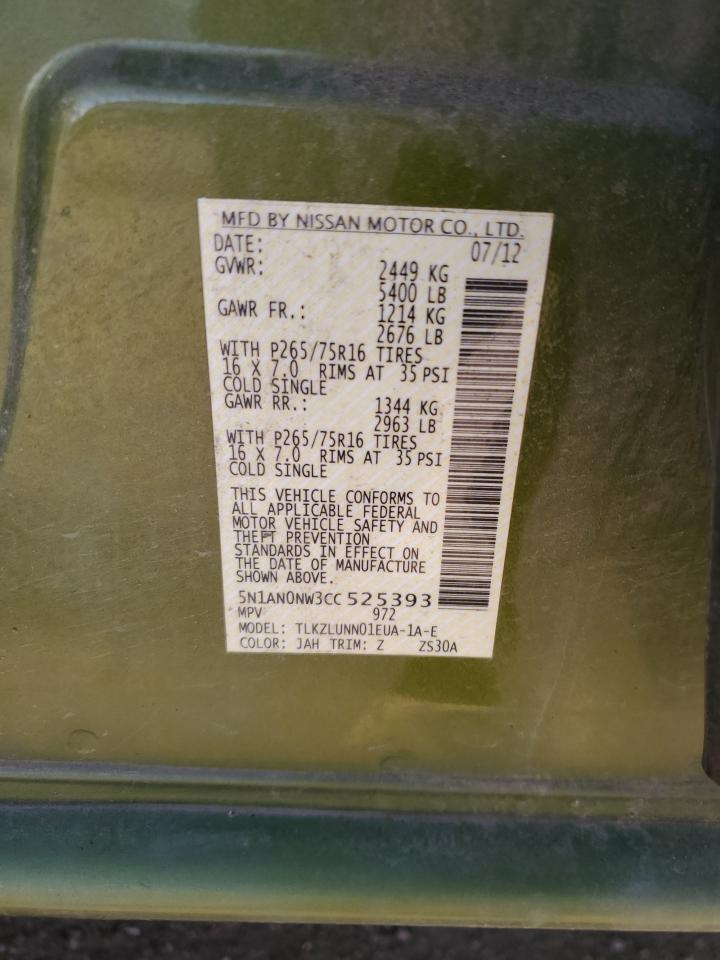 MFD BY NISSAN MOTOR CO., LTD.
DATE: 07/12
GVWR: 2449 KG
5400 LB
GAWR FR.: 1214 KG
2676 LB
WITH P265/75R16 TIRES
16 X 7.0 RIMS AT 35 PSI
COLD SINGLE
GAWR RR.: 1344 KG
2963 LB
WITH P265/75R16 TIRES
16 X 7.0 RIMS AT 35 PSI
COLD SINGLE
THIS VEHICLE CONFORMS TO
ALL APPLICABLE FEDERAL
MOTOR VEHICLE SAFETY AND
THEFT PREVENTION
STANDARDS IN EFFECT ON
THE DATE OF MANUFACTURE
SHOWN ABOVE.
5N1AN0NW3CC525393
MPV 972
MODEL: TLKZLUNN01EUA-1A-E
COLOR: JAH TRIM: Z ZS30A